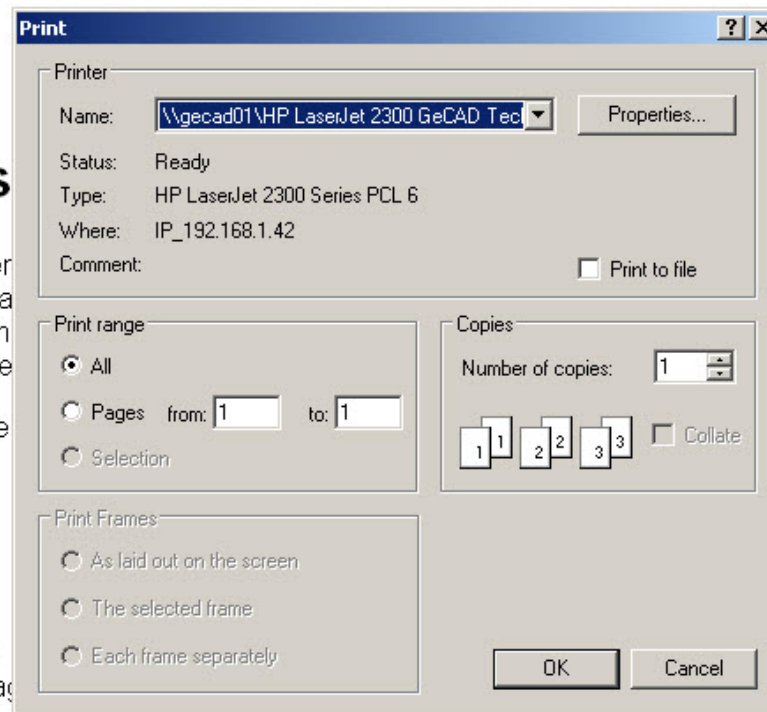 Print
Printer
Name: \\gecad01\HP LaserJet 2300 GeCAD Tecl Properties...
Status: Ready
Type: HP LaserJet 2300 Series PCL 6
Where: IP_192.168.1.42
Comment: Print to file
Print range
All
Pages from: 1 to: 1
Selection
Copies
Number of copies: 1
1 1 2 2 3 3 Collate
Print Frames
As laid out on the screen
The selected frame
Each frame separately
OK Cancel